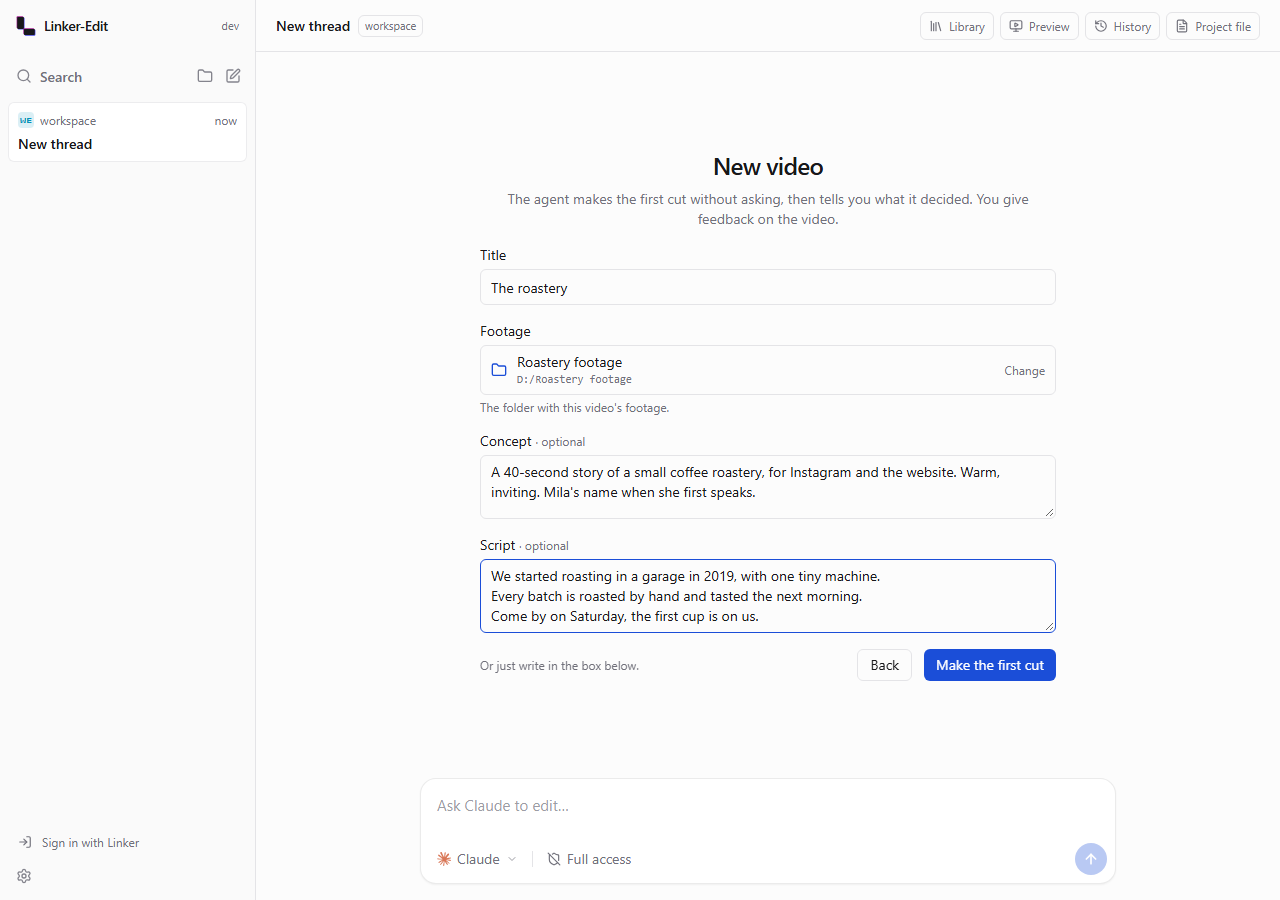 Linker-Edit
dev
Search
WE workspace
now
New thread
Sign in with Linker
New thread
workspace
Library
Preview
History
Project file
New video
The agent makes the first cut without asking, then tells you what it decided. You give
feedback on the video.
Title
The roastery
Footage
Roastery footage
D:/Roastery footage
Change
The folder with this video's footage.
Concept · optional
A 40-second story of a small coffee roastery, for Instagram and the website. Warm,
inviting. Mila's name when she first speaks.
Script · optional
We started roasting in a garage in 2019, with one tiny machine.
Every batch is roasted by hand and tasted the next morning.
Come by on Saturday, the first cup is on us.
Or just write in the box below.
Back
Make the first cut
Ask Claude to edit...
Claude
Full access